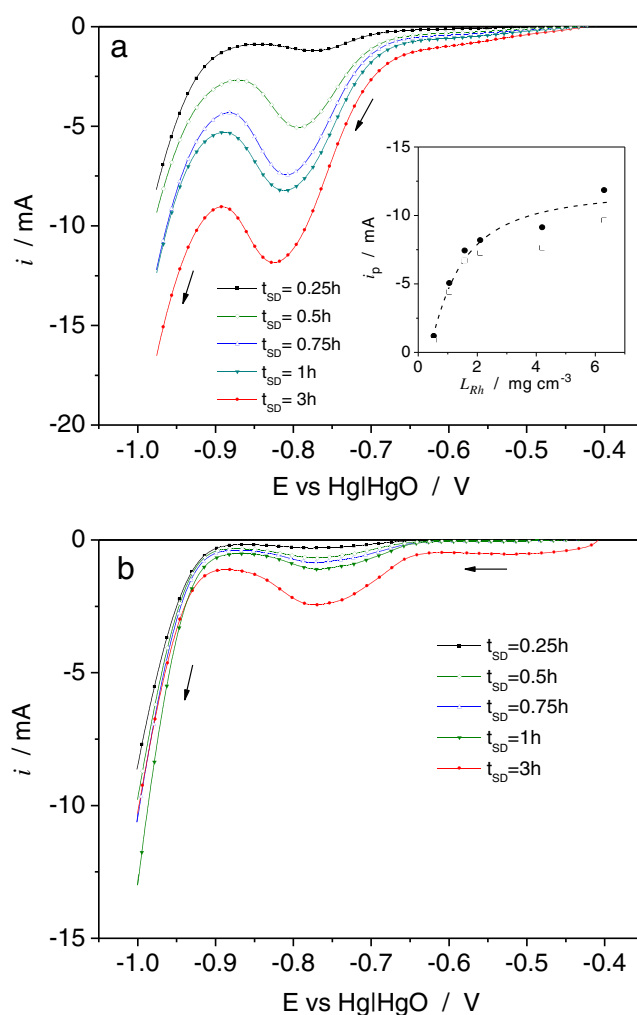 a
0
-5
-10
-15
-20
i / mA
-1.0 -0.9 -0.8 -0.7 -0.6 -0.5 -0.4
E vs Hg|HgO / V
t_SD= 0.25h
t_SD= 0.5h
t_SD= 0.75h
t_SD= 1h
t_SD= 3h
-15
-10
-5
0
i_p / mA
0 2 4 6
L_Rh / mg cm⁻³
b
0
-5
-10
-15
i / mA
-1.0 -0.9 -0.8 -0.7 -0.6 -0.5 -0.4
E vs Hg|HgO / V
t_SD=0.25h
t_SD=0.5h
t_SD=0.75h
t_SD=1h
t_SD=3h